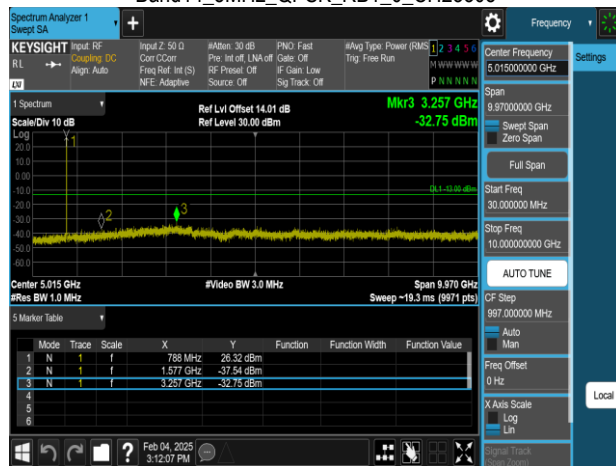 Spectrum Analyzer 1
Swept SA
+
Frequency
KEYSIGHT
RL
Input: RF
Coupling: DC
Align: Auto
Input Z: 50 Ω
Corr CCorr
Freq Ref: Int (S)
NFE: Adaptive
#Atten: 30 dB
Pre: Int off, LNA off
RF Preset: Off
Source: Off
PNO: Fast
Gate: Off
IF Gain: Low
Sig Track: Off
#Avg Type: Power (RMS
Trig: Free Run
1 2 3 4 5 6
M W W W W W
P N N N N N
Center Frequency
5.015000000 GHz
Settings
Span
9.97000000 GHz
Swept Span
Zero Span
Full Span
Start Freq
30.000000 MHz
Stop Freq
10.000000000 GHz
AUTO TUNE
CF Step
997.000000 MHz
Auto
Man
Freq Offset
0 Hz
X Axis Scale
Log
Lin
Signal Track
(Span Zoom)
Local
1 Spectrum
Scale/Div 10 dB
Ref Lvl Offset 14.01 dB
Ref Level 30.00 dBm
Mkr3 3.257 GHz
-32.75 dBm
Log
20.0
10.0
0.00
-10.0
-20.0
-30.0
-40.0
-50.0
-60.0
1
2
3
DL1 -13.00 dBm
Center 5.015 GHz
#Res BW 1.0 MHz
#Video BW 3.0 MHz
Span 9.970 GHz
Sweep ~19.3 ms (9971 pts)
5 Marker Table
Mode Trace Scale X Y Function Function Width Function Value
1 N 1 f 788 MHz 26.32 dBm
2 N 1 f 1.577 GHz -37.54 dBm
3 N 1 f 3.257 GHz -32.75 dBm
4
5
6
?
Feb 04, 2025
3:12:07 PM